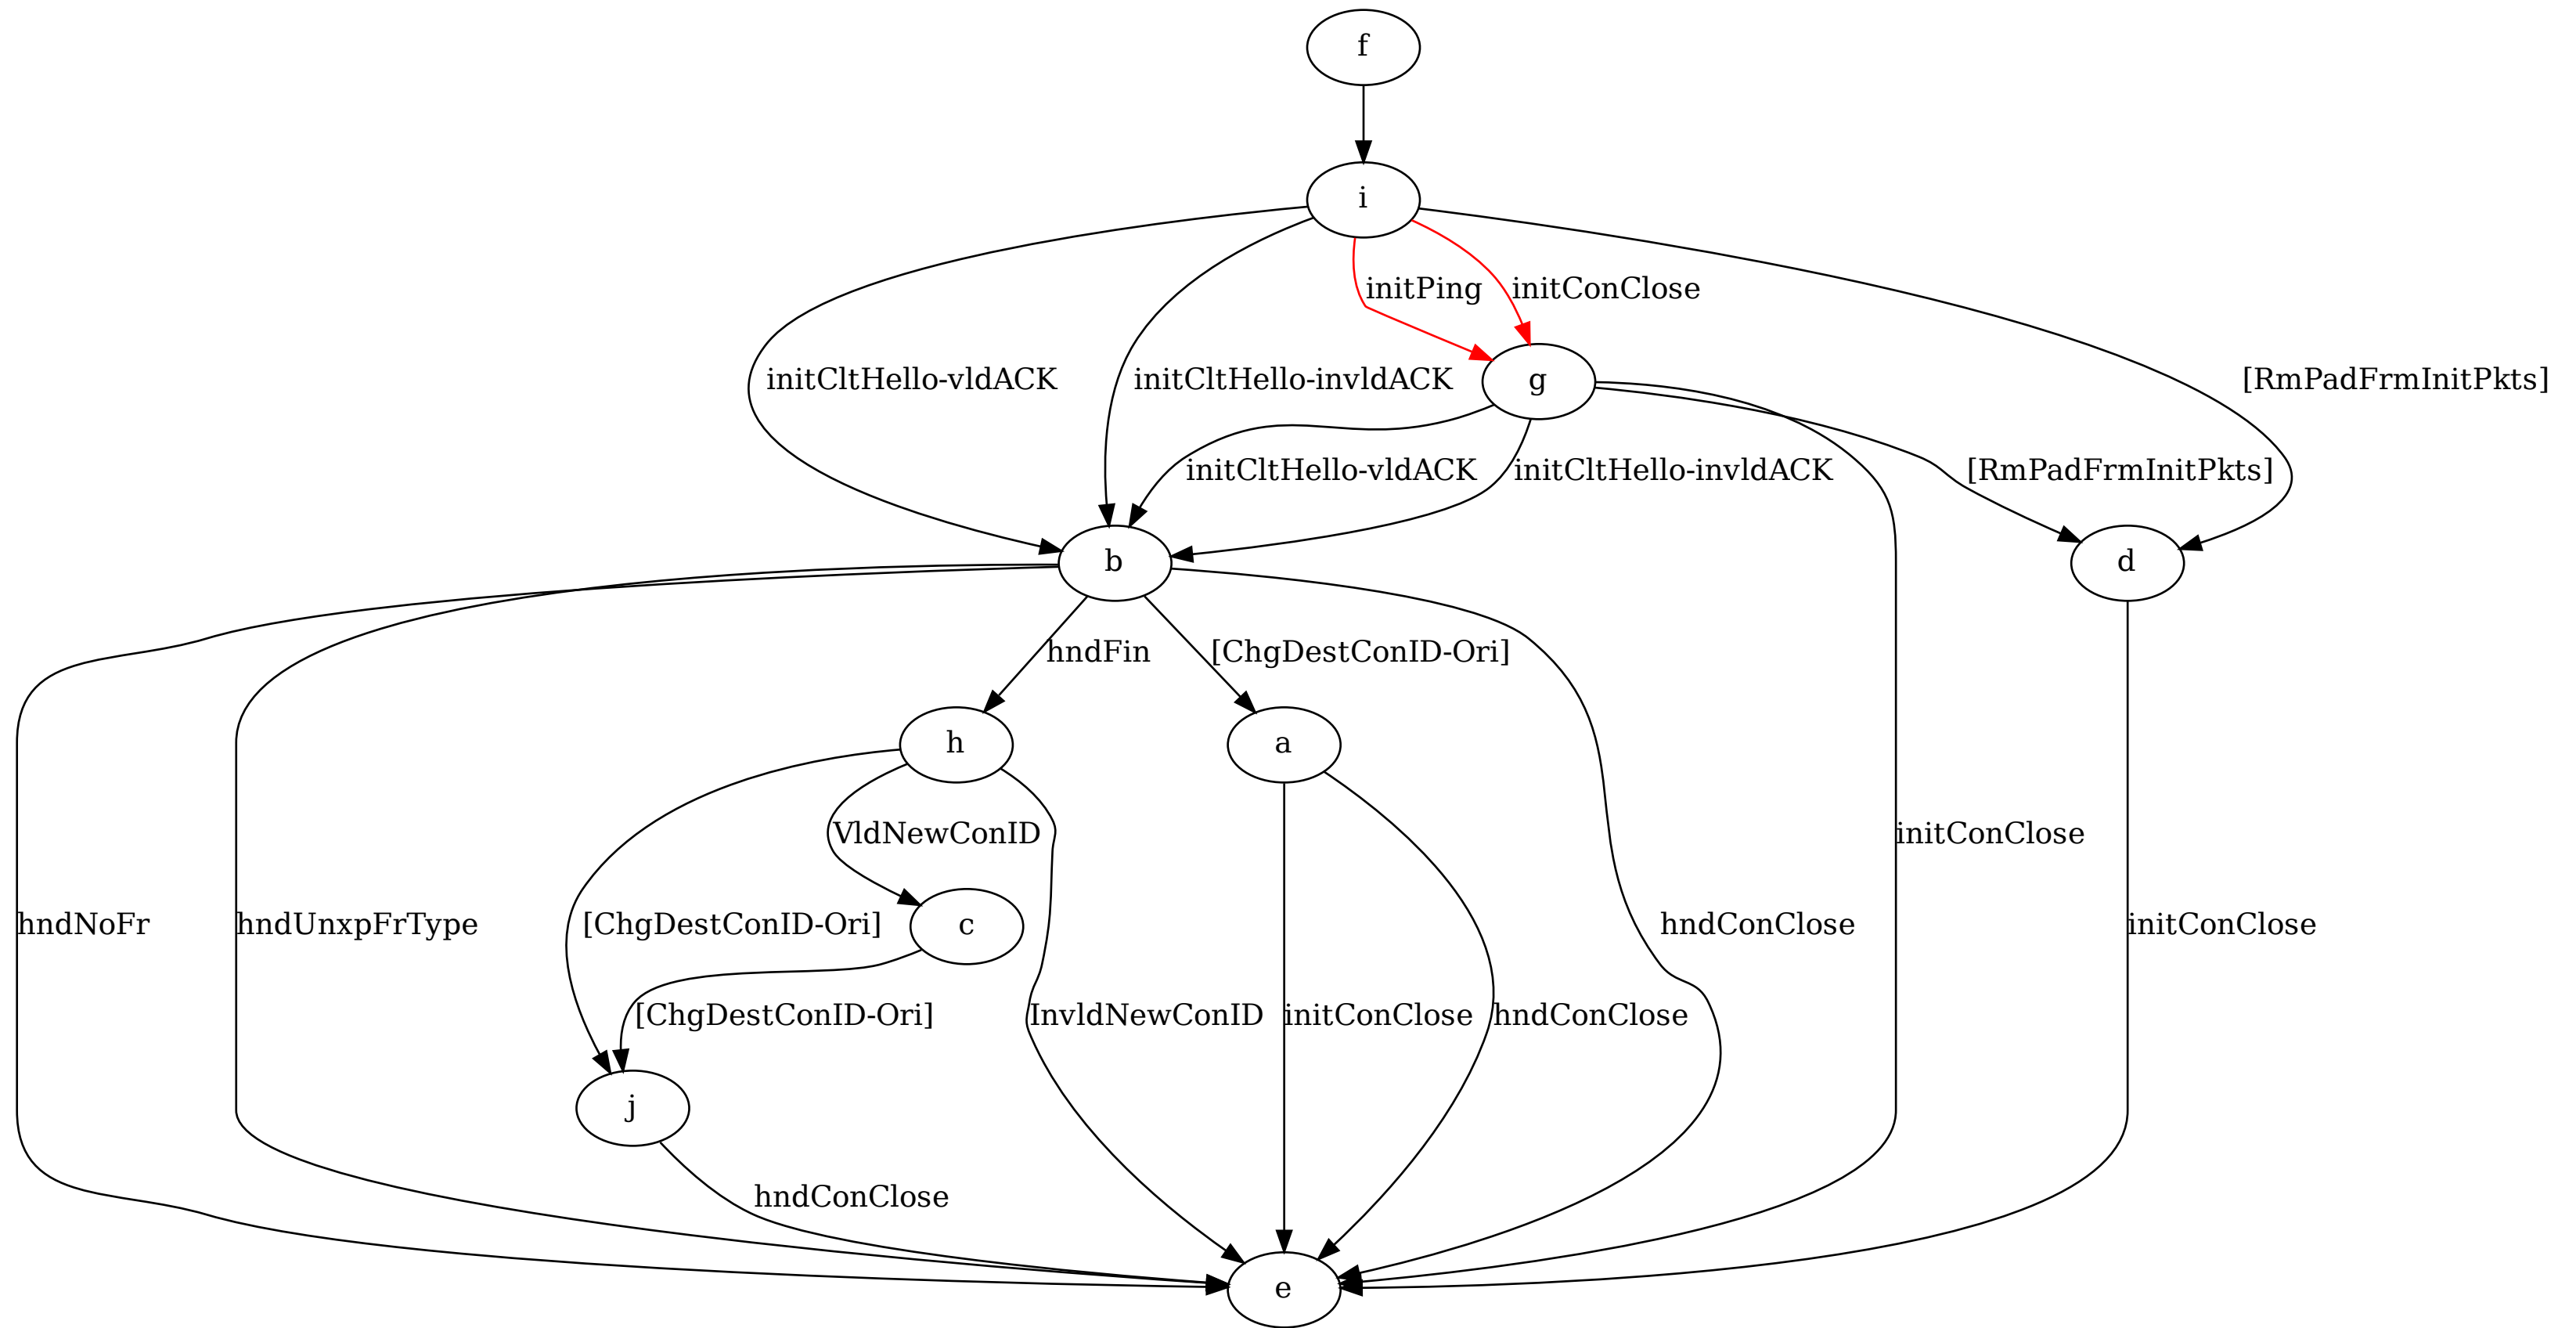 f
i
initPing
initConClose
initCltHello-vldACK
initCltHello-invldACK
g
[RmPadFrmInitPkts]
initCltHello-vldACK
initCltHello-invldACK
[RmPadFrmInitPkts]
b
d
hndFin
[ChgDestConID-Ori]
h
a
VldNewConID
initConClose
hndNoFr
hndUnxpFrType
[ChgDestConID-Ori]
c
hndConClose
initConClose
[ChgDestConID-Ori]
InvldNewConID
initConClose
hndConClose
j
hndConClose
e